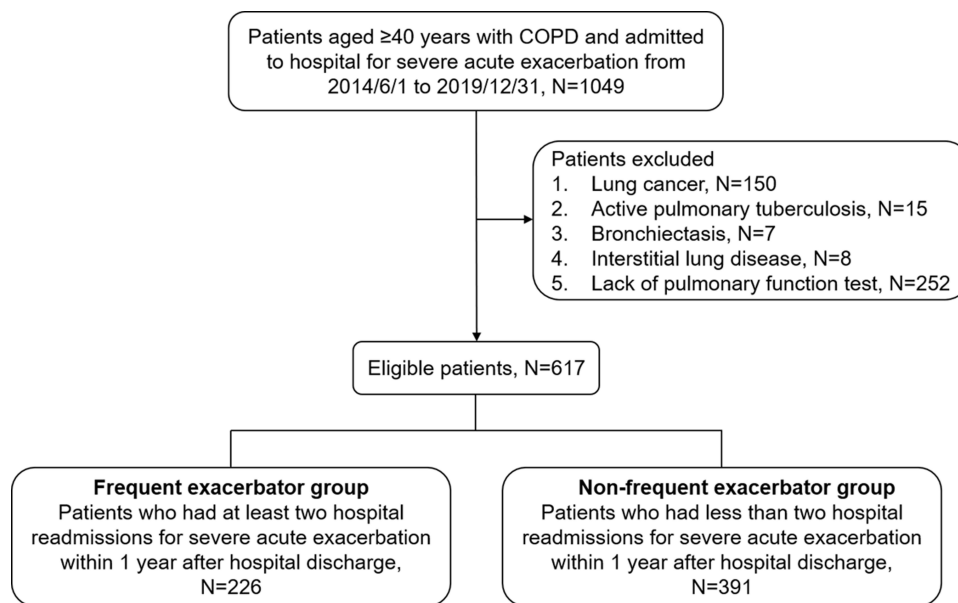 Patients aged ≥40 years with COPD and admitted
to hospital for severe acute exacerbation from
2014/6/1 to 2019/12/31, N=1049
Patients excluded
1. Lung cancer, N=150
2. Active pulmonary tuberculosis, N=15
3. Bronchiectasis, N=7
4. Interstitial lung disease, N=8
5. Lack of pulmonary function test, N=252
Eligible patients, N=617
Frequent exacerbator group
Patients who had at least two hospital
readmissions for severe acute exacerbation
within 1 year after hospital discharge,
N=226
Non-frequent exacerbator group
Patients who had less than two hospital
readmissions for severe acute exacerbation
within 1 year after hospital discharge,
N=391